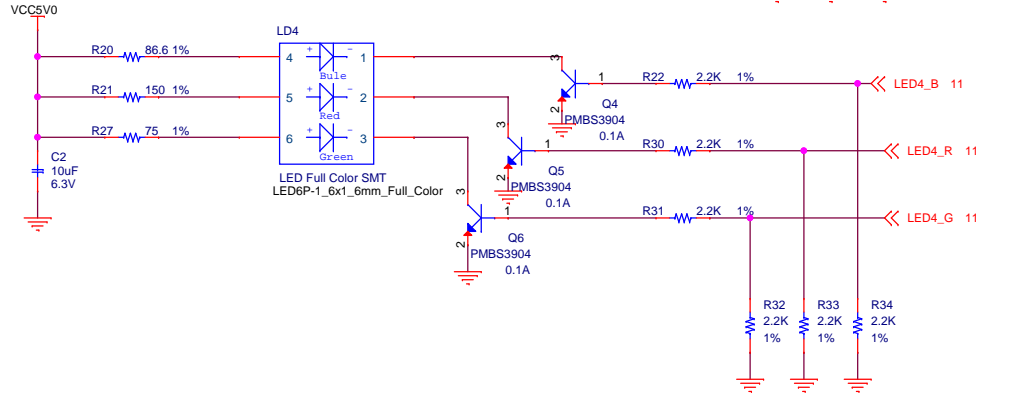 VCC5V0
LD4
R20 86.6 1% 4 + - 1 3
Bule
1 R22 2.2K 1% LED4_B 11
R21 150 1% 5 + - 2
Red
2 Q4
PMBS3904
0.1A
R27 75 1% 6 + - 3
Green
3 1 R30 2.2K 1% LED4_R 11
C2
10uF
6.3V
LED Full Color SMT
LED6P-1_6x1_6mm_Full_Color
2 Q5
PMBS3904
0.1A
3 1 R31 2.2K 1% LED4_G 11
2 Q6
PMBS3904
0.1A
R32 R33 R34
2.2K 2.2K 2.2K
1% 1% 1%